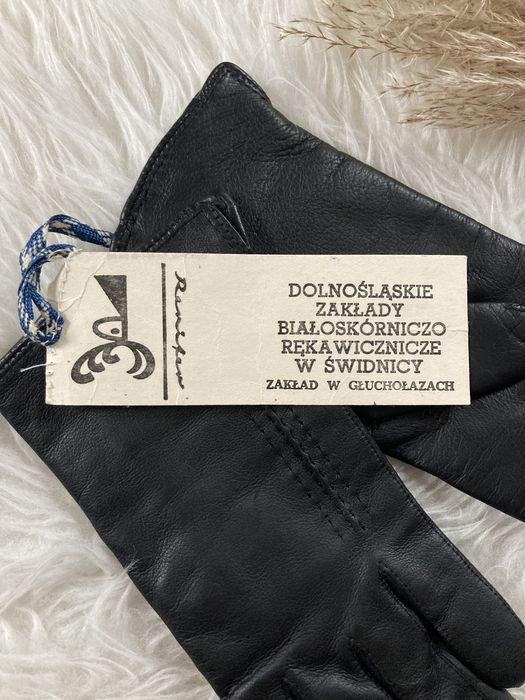 Renifer
DOLNOŚLĄSKIE
ZAKŁADY
BIAŁOSKÓRNICZO
RĘKAWICZNICZE
W ŚWIDNICY
ZAKŁAD W GŁUCHOŁAZACH